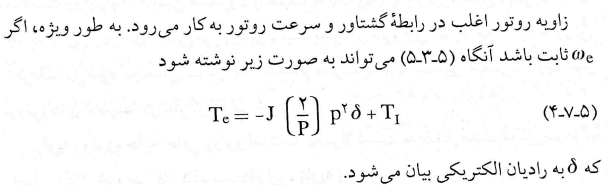 زاویه روتور اغلب در رابطهٔ گشتاور و سرعت روتور به کار می‌رود. به طور ویژه، اگر
ωe ثابت باشد آنگاه (۵-۳-۵) می‌تواند به صورت زیر نوشته شود
Te = -J (۲/P) p۲δ + TI (۴-۷-۵)
که δ به رادیان الکتریکی بیان می‌شود.